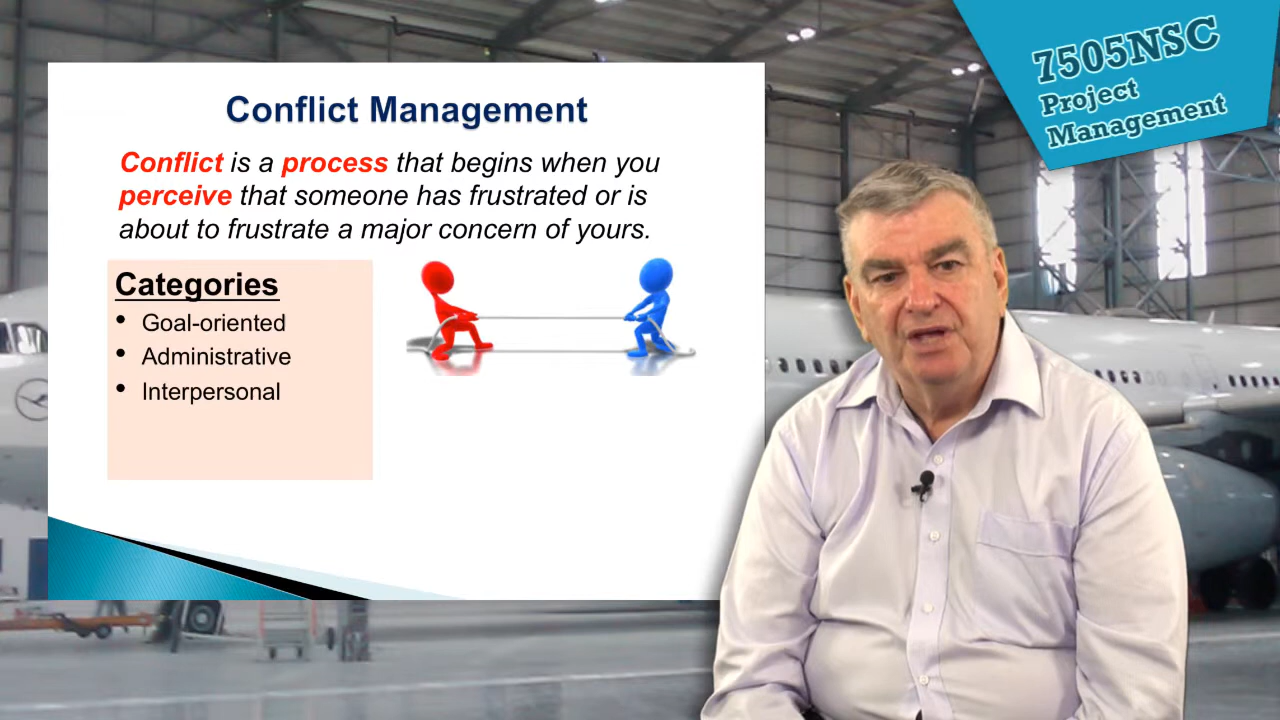 7505NSC
Project
Management
Conflict Management
Conflict is a process that begins when you
perceive that someone has frustrated or is
about to frustrate a major concern of yours.
Categories
• Goal-oriented
• Administrative
• Interpersonal